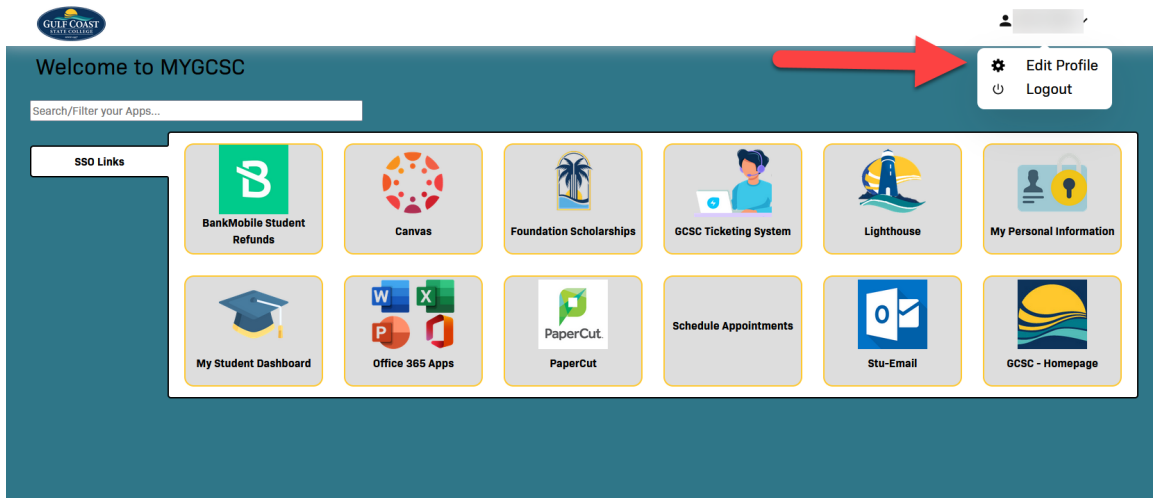 GULF COAST
STATE COLLEGE
Welcome to MYGCSC
Edit Profile
Logout
Search/Filter your Apps...
SSO Links
BankMobile Student
Refunds
Canvas
Foundation Scholarships
GCSC Ticketing System
Lighthouse
My Personal Information
My Student Dashboard
W
X
P
Office 365 Apps
PaperCut
PaperCut
Schedule Appointments
O
Stu-Email
GCSC - Homepage